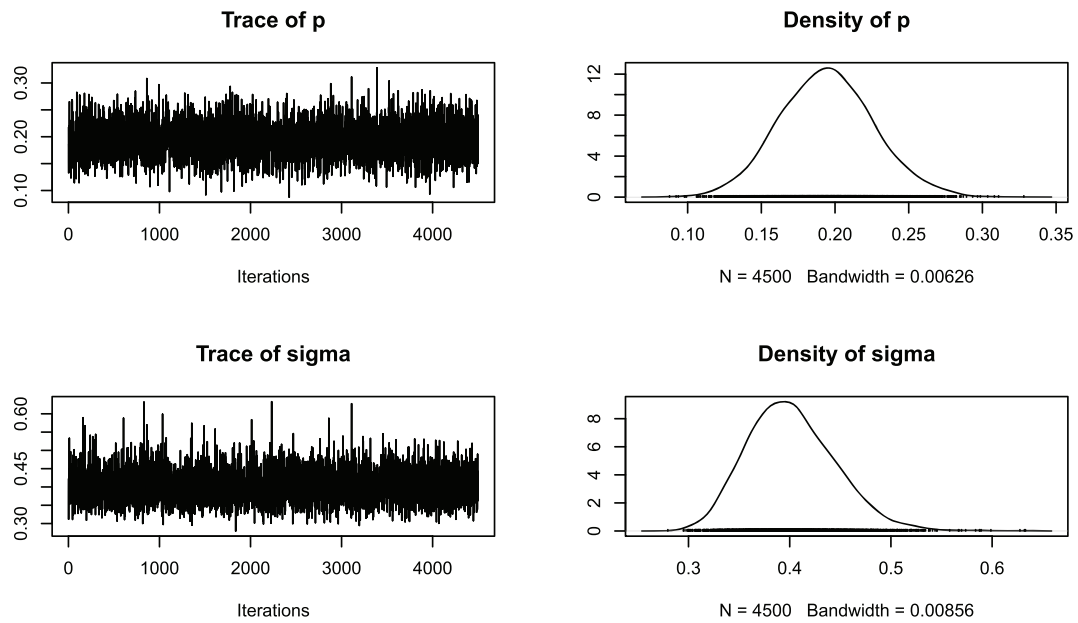 Trace of p
0.10 0.20 0.30
0 1000 2000 3000 4000
Iterations
Density of p
0 4 8 12
0.10 0.15 0.20 0.25 0.30 0.35
N = 4500 Bandwidth = 0.00626
Trace of sigma
0.30 0.45 0.60
0 1000 2000 3000 4000
Iterations
Density of sigma
0 2 4 6 8
0.3 0.4 0.5 0.6
N = 4500 Bandwidth = 0.00856